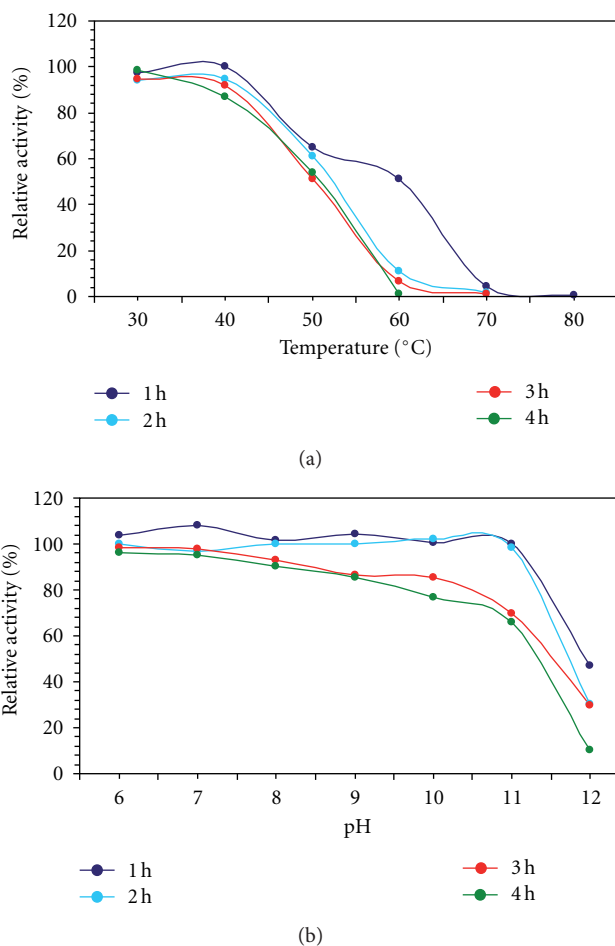 120
100
80
60
40
20
0
Relative activity (%)
30 40 50 60 70 80
Temperature (°C)
1 h 3 h
2 h 4 h
(a)
120
100
80
60
40
20
0
Relative activity (%)
6 7 8 9 10 11 12
pH
1 h 3 h
2 h 4 h
(b)